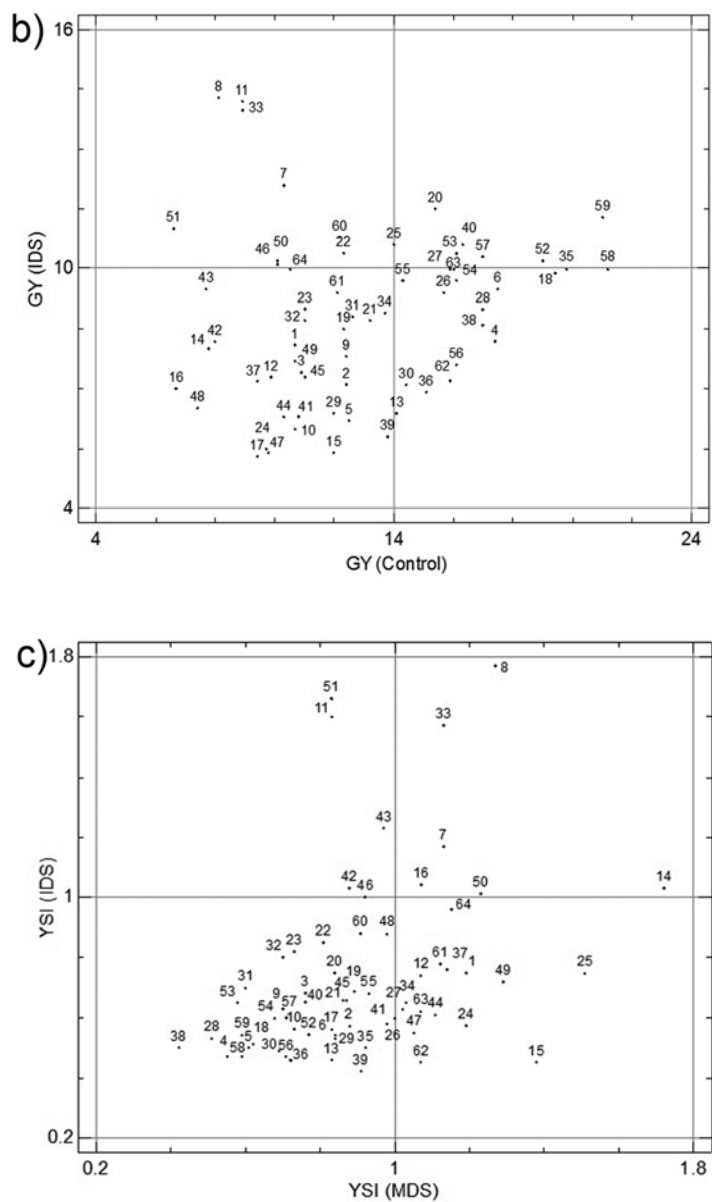 b)
16
8 11
33
7
51 20 59
60 25 40
46 50 22 53 57 52
64 27 63 54 35 58
43 61 55 26 6 18
23 31 34 28
32 19 21 38
14 42 1 49 9 4
3 56
16 37 12 45 2 30 36 62
48 44 41 29 5 13
24 10 39
17 47 15
10
4
GY (IDS)
4 14 24
GY (Control)
c)
1.8
8
51
11 33
43 7
42 46 16 50 14
64
60 48
32 23 22 61 37 1
20 19 12 49 25
31 3 45 55 34
53 9 57 40 21 27 63 44
54 2 41 24
28 59 18 10 52 6 17 29 26 47
38 4 5 30 56 35
58 36 13 39 62 15
1
0.2
YSI (IDS)
0.2 1 1.8
YSI (MDS)